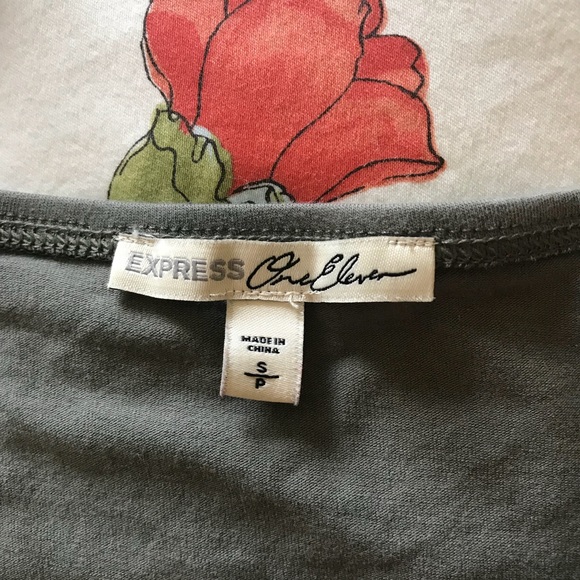 EXPRESS One Eleven
MADE IN
CHINA
S
P